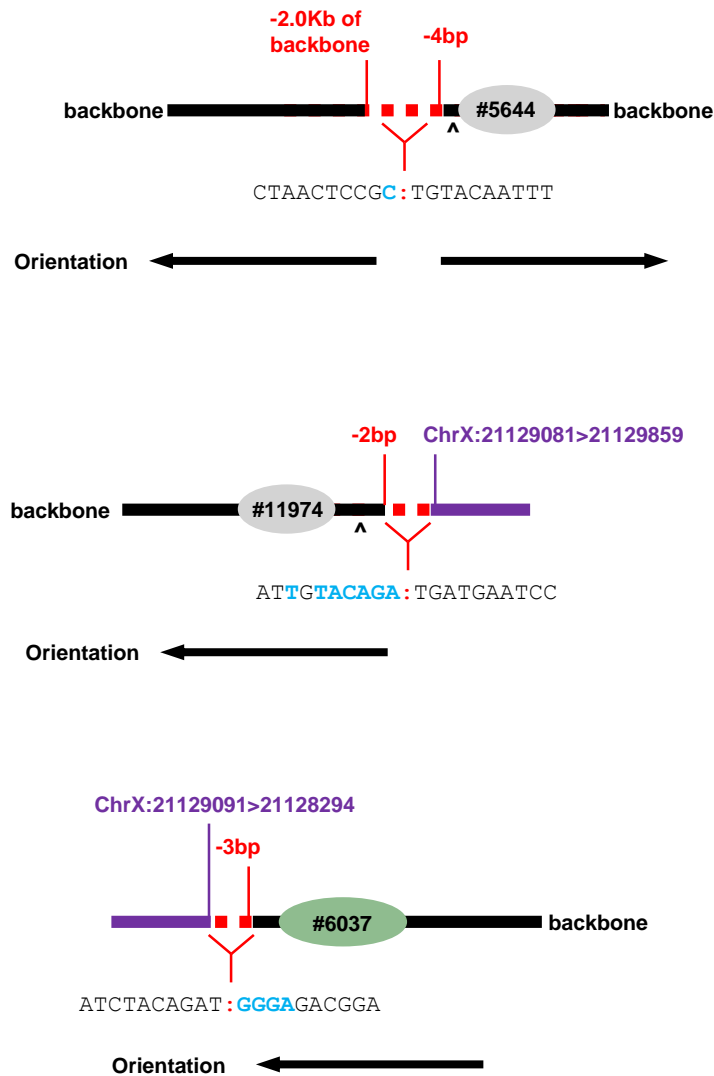 -2.0Kb of
backbone
-4bp
backbone
#5644
backbone
^
CTAACTCCGC:TGTACAATTT
Orientation
-2bp
ChrX:21129081>21129859
backbone
#11974
^
ATTGTACAGA:TGATGAATCC
Orientation
ChrX:21129091>21128294
-3bp
#6037
backbone
ATCTACAGAT:GGGAGACGGA
Orientation